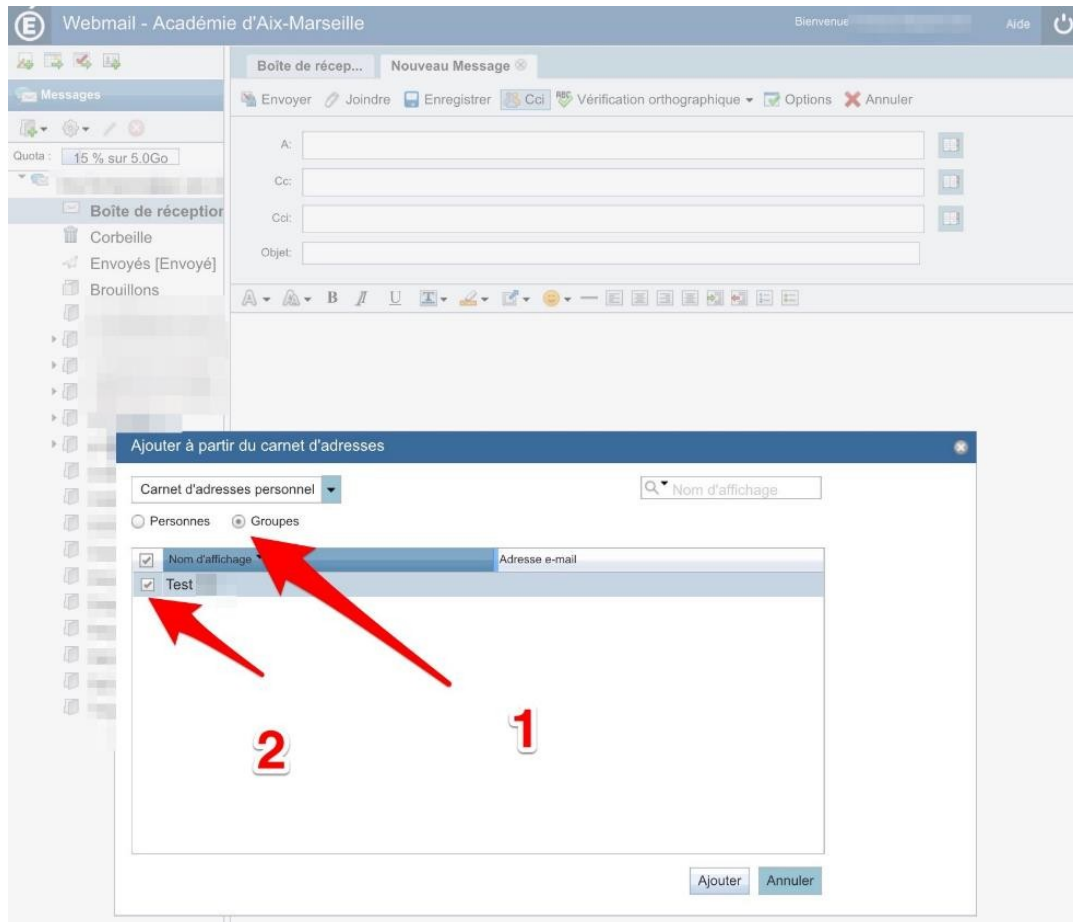 É Webmail - Académie d'Aix-Marseille Bienvenue Aide
Boîte de récep... Nouveau Message
Messages
Envoyer Joindre Enregistrer Cci ABC Vérification orthographique Options Annuler
A:
Quota : 15 % sur 5.0Go
Cc:
Boîte de réception
Cci:
Corbeille
Objet:
Envoyés [Envoyé]
Brouillons
A A B I U T
Ajouter à partir du carnet d'adresses
Carnet d'adresses personnel Nom d'affichage
Personnes Groupes
Nom d'affichage Adresse e-mail
Test
1
2
Ajouter Annuler